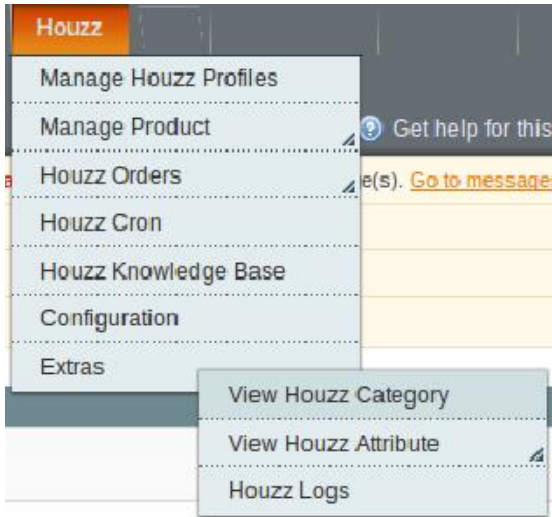 Houzz
Manage Houzz Profiles
Manage Product
Get help for this
Houzz Orders
e(s). Go to message
Houzz Cron
Houzz Knowledge Base
Configuration
Extras
View Houzz Category
View Houzz Attribute
Houzz Logs